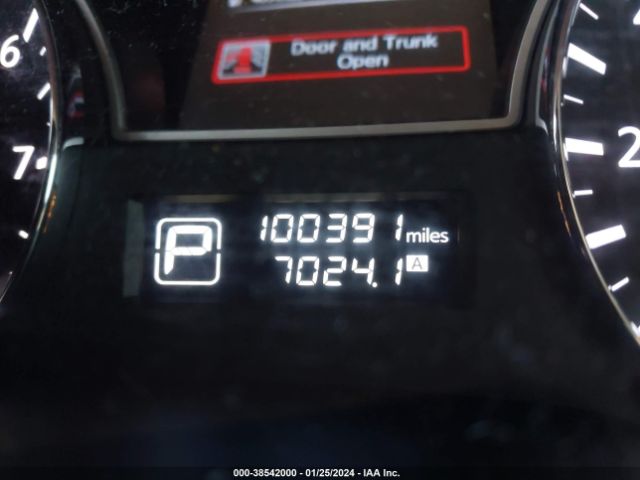 Door and Trunk
Open
6
7
2
P
100391 miles
7024.1 A
000-38542000 - 01/25/2024 - IAA Inc.